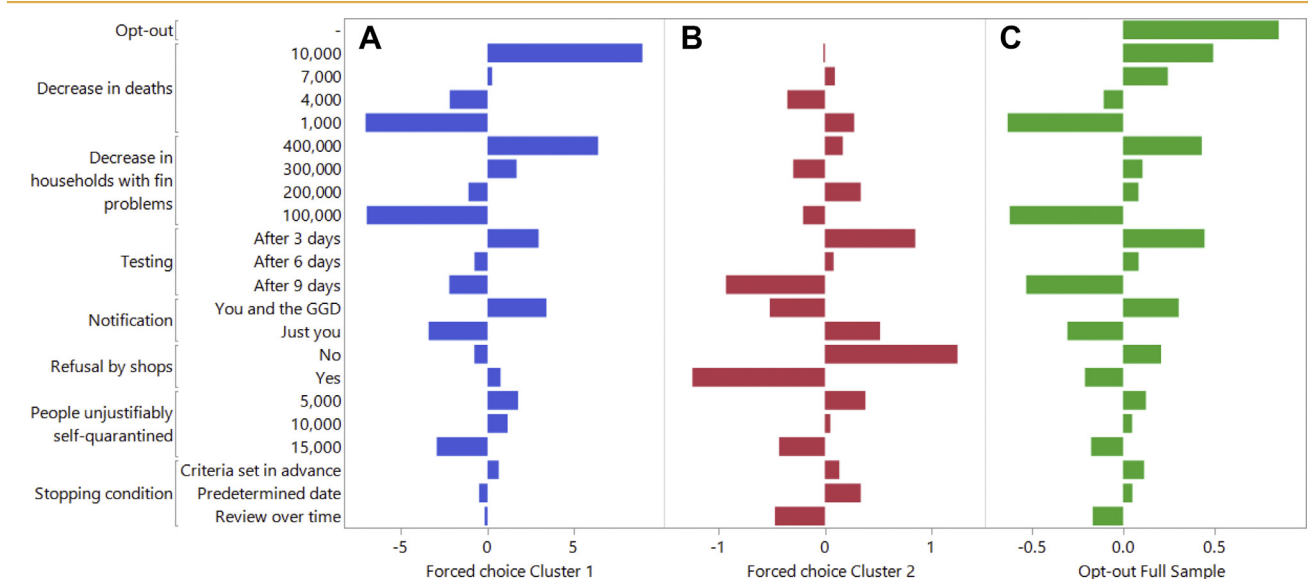 A
B
C
Opt-out
-
Decrease in deaths
10,000
7,000
4,000
1,000
Decrease in
households with fin
problems
400,000
300,000
200,000
100,000
Testing
After 3 days
After 6 days
After 9 days
Notification
You and the GGD
Just you
Refusal by shops
No
Yes
People unjustifiably
self-quarantined
5,000
10,000
15,000
Stopping condition
Criteria set in advance
Predetermined date
Review over time
-5 0 5
-1 0 1
-0.5 0.0 0.5
Forced choice Cluster 1
Forced choice Cluster 2
Opt-out Full Sample